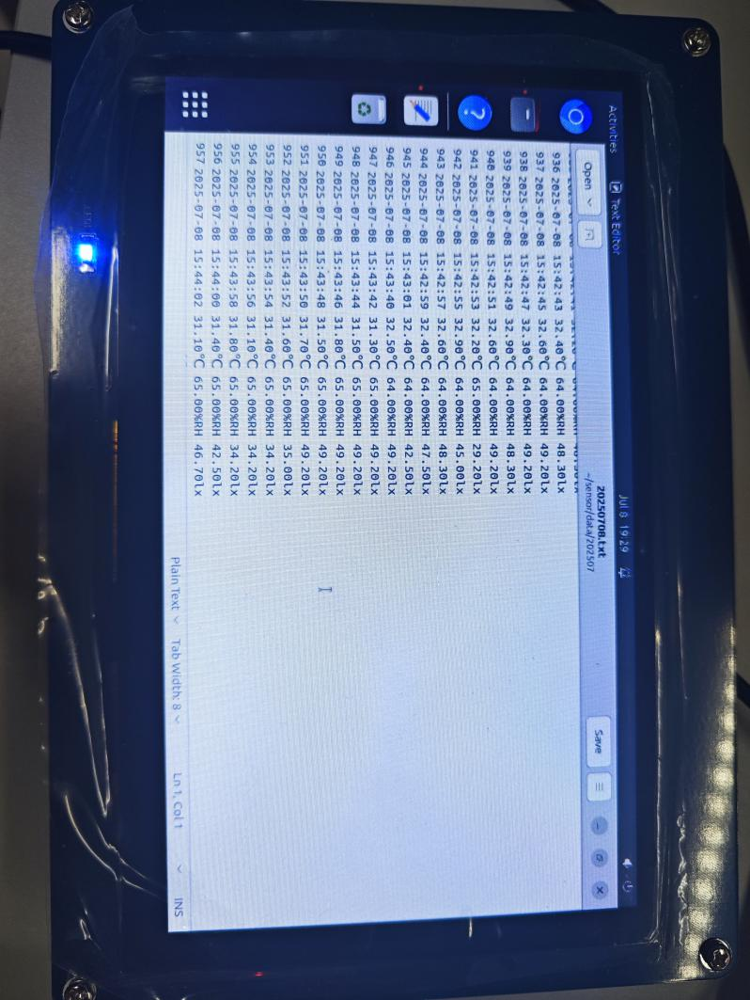 Activities Text Editor Jul 8 19:29
Open 20250708.txt Save
~/sensor/data/202507
936 2025-07-08 15:42:43 32.40℃ 64.00%RH 48.30lx
937 2025-07-08 15:42:45 32.60℃ 64.00%RH 49.20lx
938 2025-07-08 15:42:47 32.30℃ 64.00%RH 49.20lx
939 2025-07-08 15:42:49 32.90℃ 64.00%RH 48.30lx
940 2025-07-08 15:42:51 32.60℃ 64.00%RH 49.20lx
941 2025-07-08 15:42:53 32.20℃ 65.00%RH 29.20lx
942 2025-07-08 15:42:55 32.90℃ 64.00%RH 45.00lx
943 2025-07-08 15:42:57 32.60℃ 64.00%RH 48.30lx
944 2025-07-08 15:42:59 32.40℃ 64.00%RH 47.50lx
945 2025-07-08 15:43:01 32.40℃ 64.00%RH 42.50lx
946 2025-07-08 15:43:40 32.50℃ 64.00%RH 49.20lx
947 2025-07-08 15:43:42 31.30℃ 65.00%RH 49.20lx
948 2025-07-08 15:43:44 31.50℃ 65.00%RH 49.20lx
949 2025-07-08 15:43:46 31.80℃ 65.00%RH 49.20lx
950 2025-07-08 15:43:48 31.50℃ 65.00%RH 49.20lx
951 2025-07-08 15:43:50 31.70℃ 65.00%RH 49.20lx
952 2025-07-08 15:43:52 31.60℃ 65.00%RH 35.00lx
953 2025-07-08 15:43:54 31.40℃ 65.00%RH 34.20lx
954 2025-07-08 15:43:56 31.10℃ 65.00%RH 34.20lx
955 2025-07-08 15:43:58 31.80℃ 65.00%RH 34.20lx
956 2025-07-08 15:44:00 31.40℃ 65.00%RH 42.50lx
957 2025-07-08 15:44:02 31.10℃ 65.00%RH 46.70lx
Plain Text Tab Width: 8 Ln 1, Col 1 INS